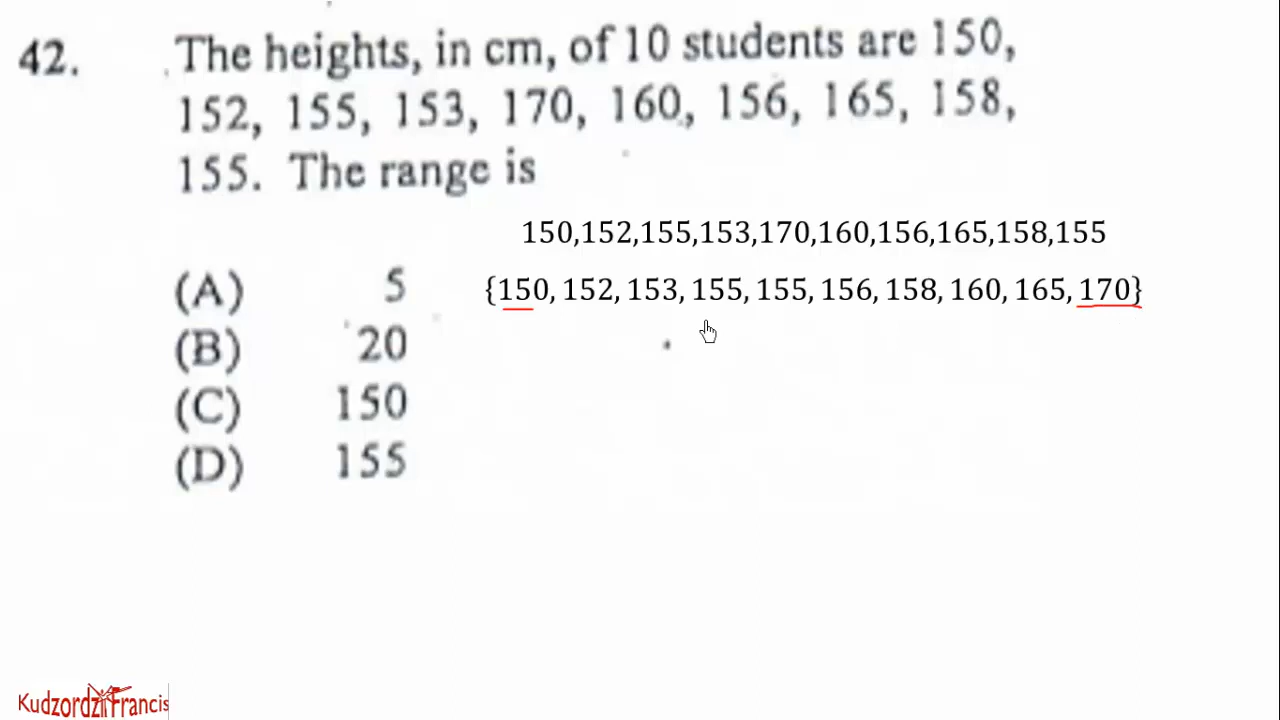 42. The heights, in cm, of 10 students are 150,
152, 155, 153, 170, 160, 156, 165, 158,
155. The range is
150,152,155,153,170,160,156,165,158,155
(A) 5
{150, 152, 153, 155, 155, 156, 158, 160, 165, 170}
(B) 20
(C) 150
(D) 155
Kudzordzi Francis